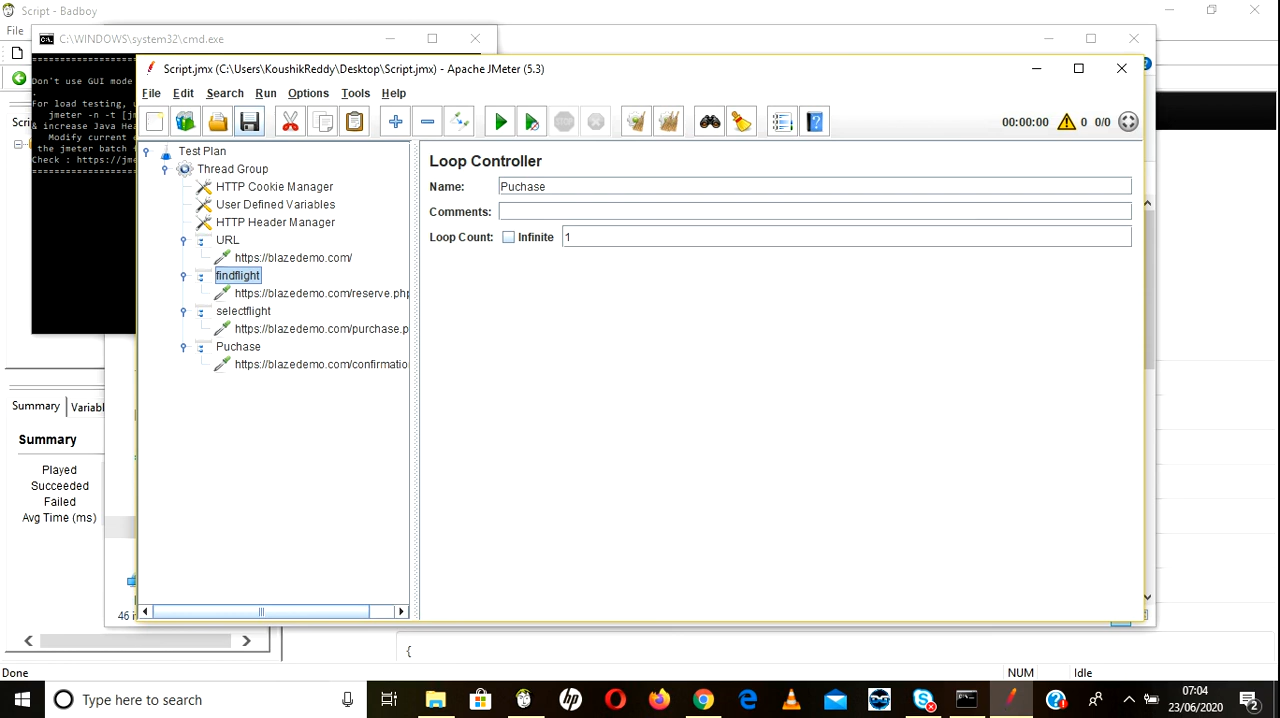 Script - Badboy
File
C:\WINDOWS\system32\cmd.exe
Don't use GUI mode
For load testing, u
jmeter -n -t [jm
& increase Java Hea
Modify current e
the jmeter batch
Check : https://jme
Script.jmx (C:\Users\KoushikReddy\Desktop\Script.jmx) - Apache JMeter (5.3)
File Edit Search Run Options Tools Help
00:00:00 0 0/0
Scri
Test Plan
Thread Group
HTTP Cookie Manager
User Defined Variables
HTTP Header Manager
URL
https://blazedemo.com/
findflight
https://blazedemo.com/reserve.php
selectflight
https://blazedemo.com/purchase.p
Puchase
https://blazedemo.com/confirmatio
Loop Controller
Name: Puchase
Comments:
Loop Count: Infinite 1
Summary Variabl
Summary
Played
Succeeded
Failed
Avg Time (ms)
46 i
{
Done NUM Idle
Type here to search
07:04
23/06/2020
2